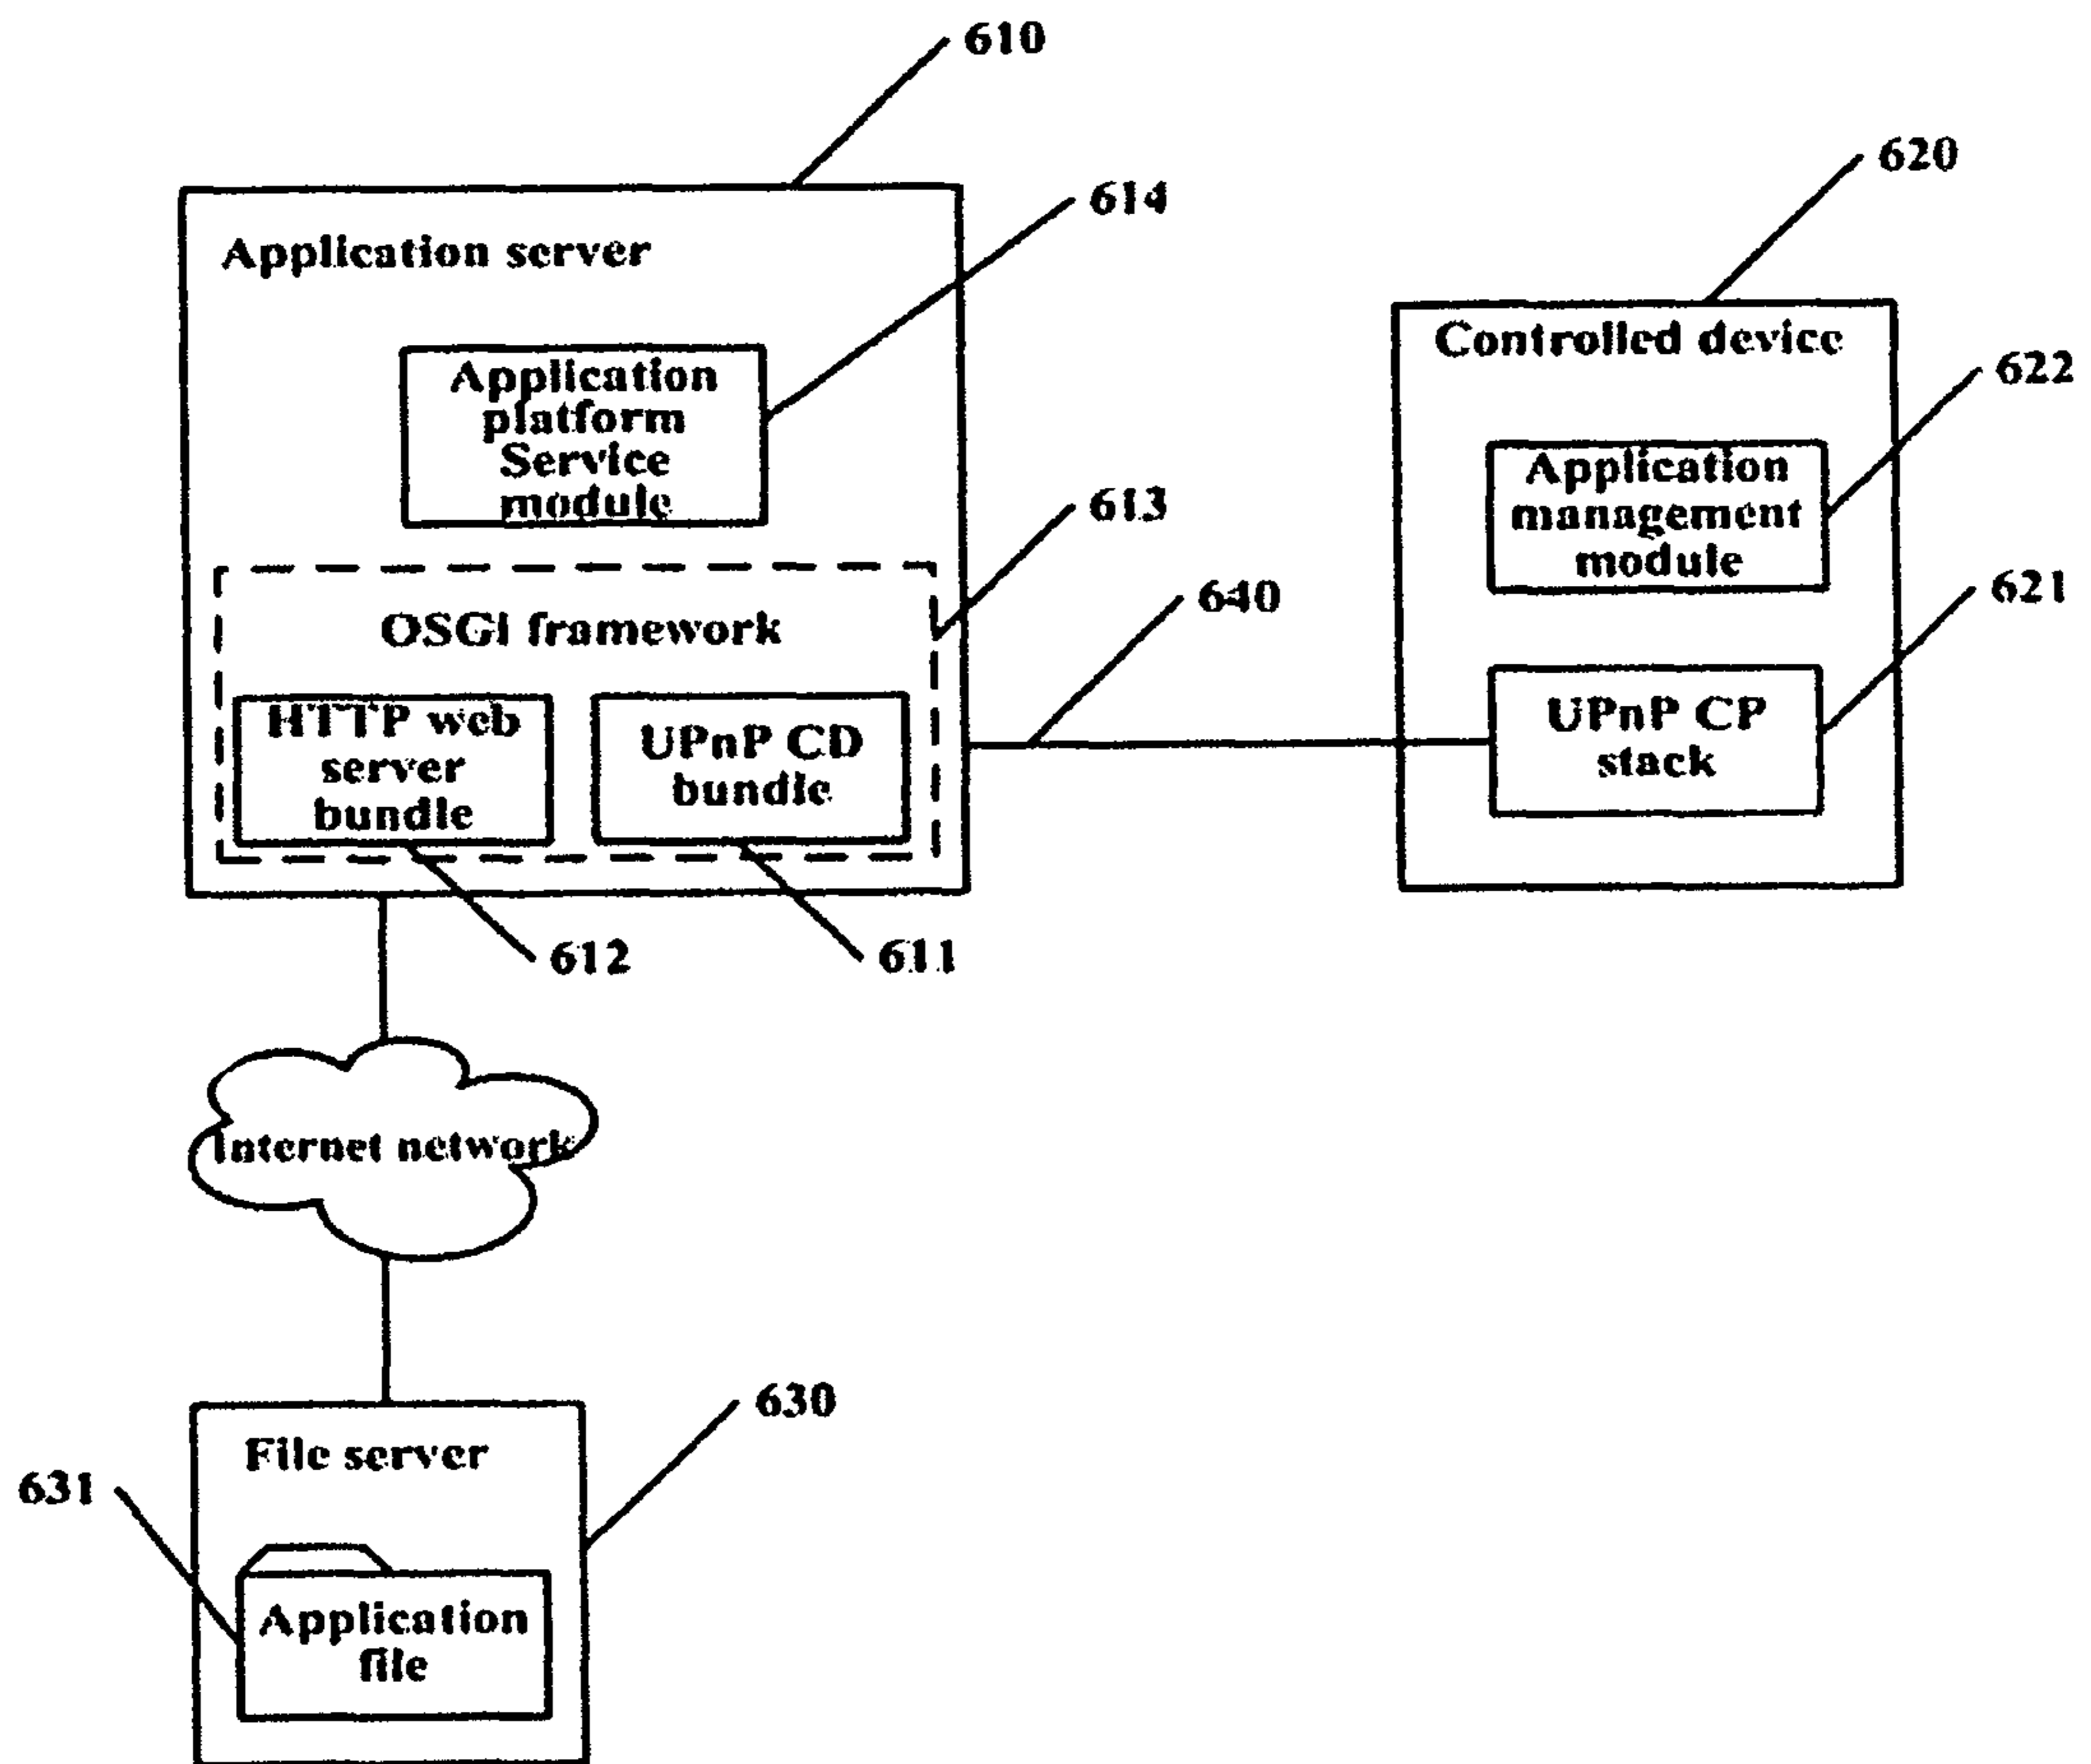 610
620
614
Application server
Controlled device
622
Application
platform
Service
module
Application
management
module
613
640
621
OSGI framework
HTTP web
server
bundle
UPnP CD
bundle
UPnP CP
stack
612
611
Internet network
630
File server
631
Application
file